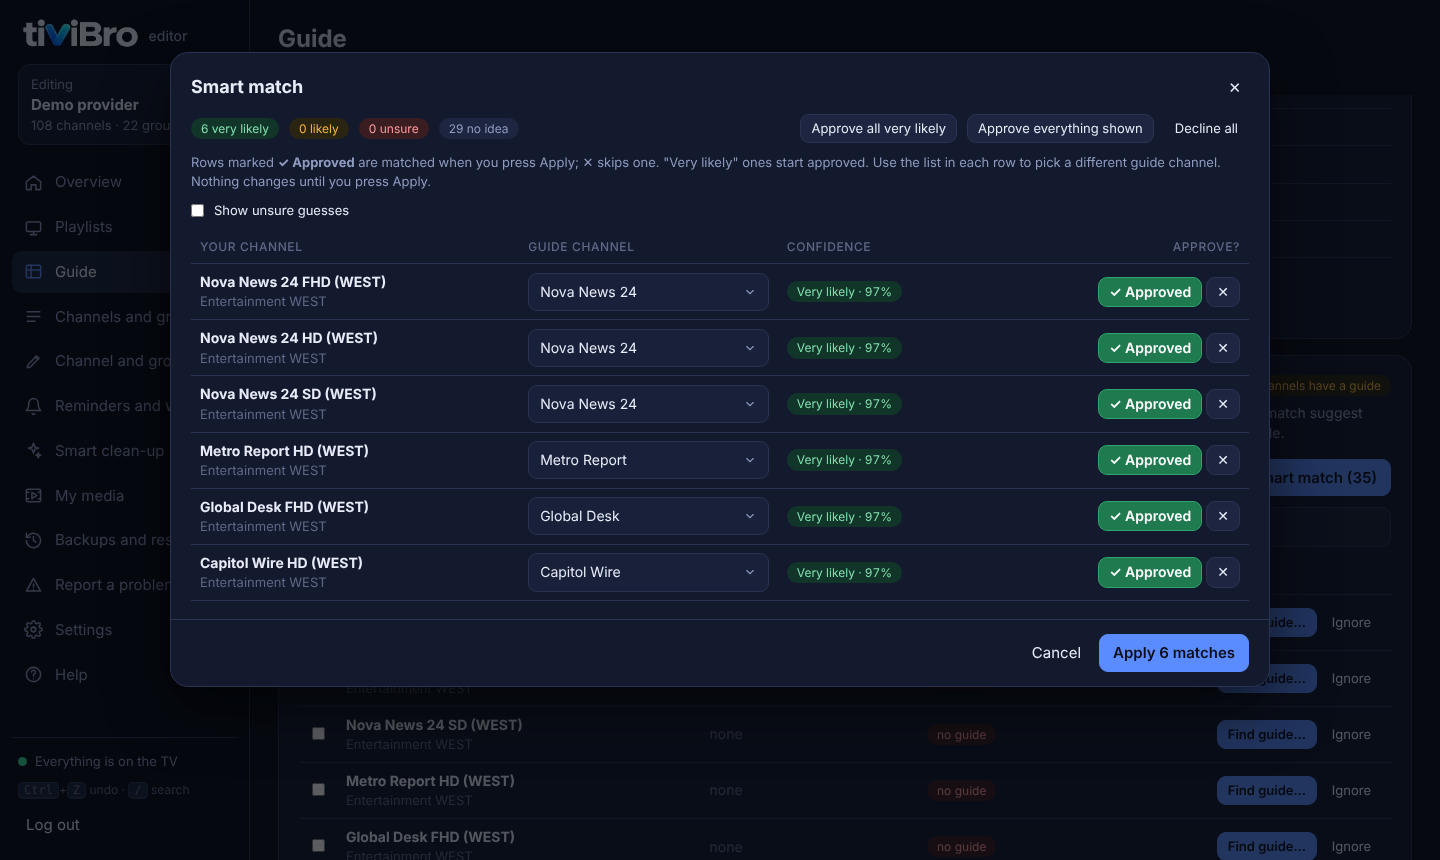 tiviBro editor
Guide
Editing
Demo provider
108 channels · 22 grou
Overview
Playlists
Guide
Channels and gr
Channel and gro
Reminders and w
Smart clean-up
My media
Backups and res
Report a problem
Settings
Help
Everything is on the TV
Ctrl+Z undo · / search
Log out
Smart match
✕
6 very likely
0 likely
0 unsure
29 no idea
Approve all very likely
Approve everything shown
Decline all
Rows marked ✓ Approved are matched when you press Apply; ✕ skips one. "Very likely" ones start approved. Use the list in each row to pick a different guide channel.
Nothing changes until you press Apply.
Show unsure guesses
YOUR CHANNEL GUIDE CHANNEL CONFIDENCE APPROVE?
Nova News 24 FHD (WEST) Nova News 24 Very likely · 97% ✓ Approved ✕
Entertainment WEST
Nova News 24 HD (WEST) Nova News 24 Very likely · 97% ✓ Approved ✕
Entertainment WEST
Nova News 24 SD (WEST) Nova News 24 Very likely · 97% ✓ Approved ✕
Entertainment WEST
Metro Report HD (WEST) Metro Report Very likely · 97% ✓ Approved ✕
Entertainment WEST
Global Desk FHD (WEST) Global Desk Very likely · 97% ✓ Approved ✕
Entertainment WEST
Capitol Wire HD (WEST) Capitol Wire Very likely · 97% ✓ Approved ✕
Entertainment WEST
Cancel
Apply 6 matches
annels have a guide
match suggest
le.
mart match (35)
uide... Ignore
uide... Ignore
Entertainment WEST
Nova News 24 SD (WEST) none no guide Find guide... Ignore
Entertainment WEST
Metro Report HD (WEST) none no guide Find guide... Ignore
Entertainment WEST
Global Desk FHD (WEST) none no guide Find guide... Ignore
Entertainment WEST